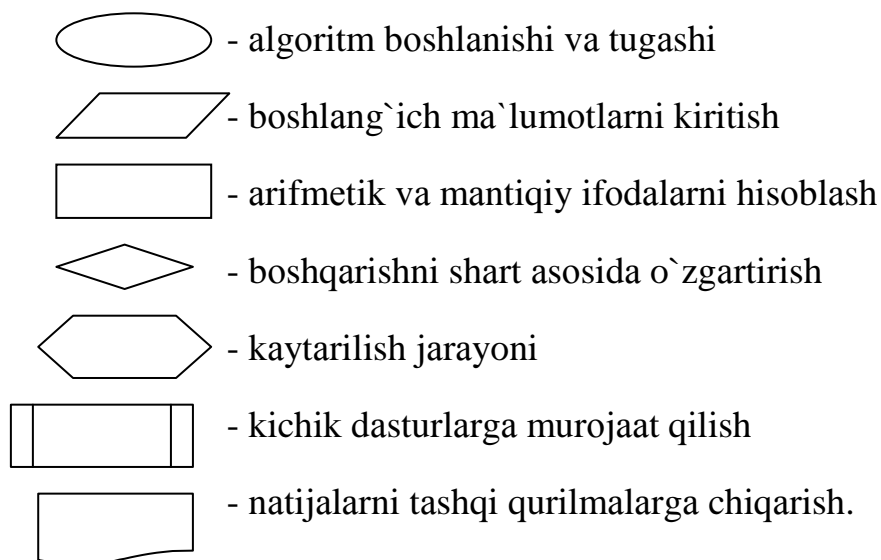 - algoritm boshlanishi va tugashi
- boshlang`ich ma`lumotlarni kiritish
- arifmetik va mantiqiy ifodalarni hisoblash
- boshqarishni shart asosida o`zgartirish
- kaytarilish jarayoni
- kichik dasturlarga murojaat qilish
- natijalarni tashqi qurilmalarga chiqarish.